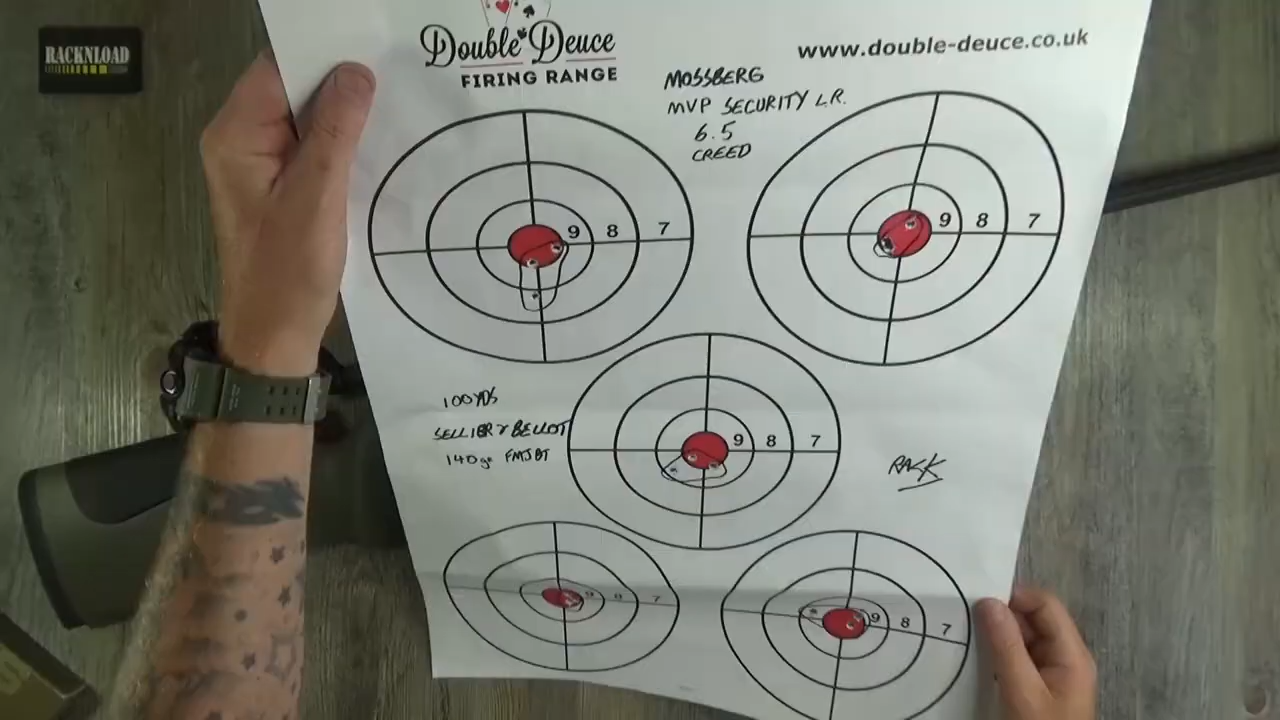 RACKNLOAD
Double Deuce
FIRING RANGE
www.double-deuce.co.uk
MOSSBERG
MVP SECURITY L.R.
6.5
CREED
9 8 7
9 8 7
100YDS
SELLIER & BELLOT
140gr FMJBT
9 8 7
RACK
9 8 7
9 8 7